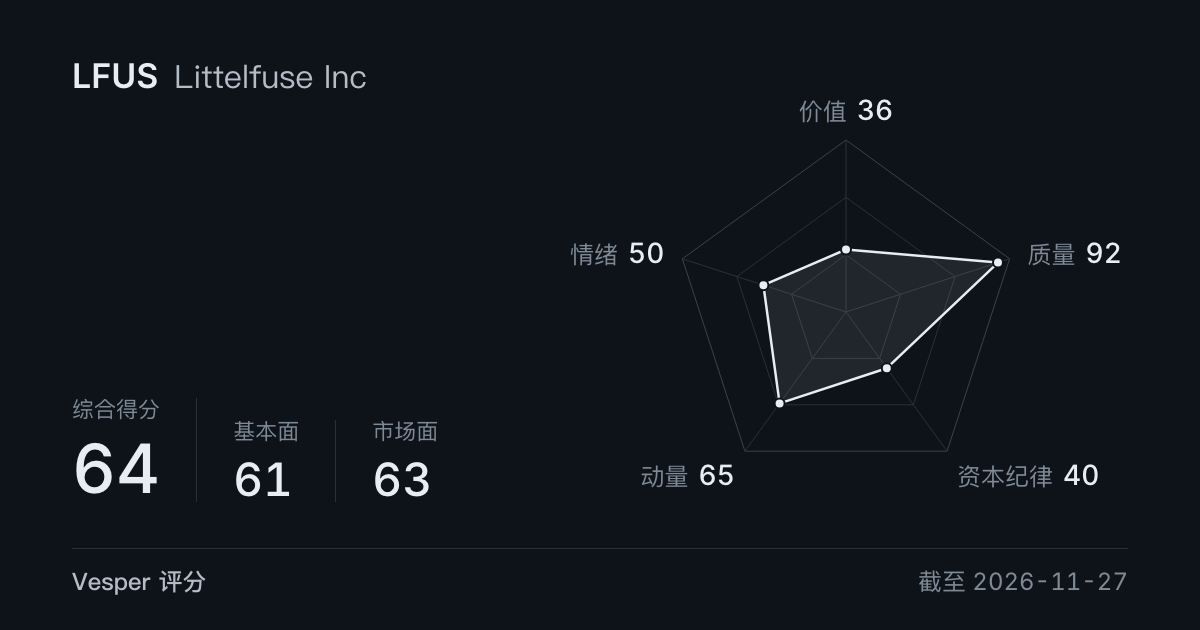 LFUS Littelfuse Inc
价值 36
情绪 50
质量 92
动量 65
资本纪律 40
综合得分
64
基本面
61
市场面
63
Vesper 评分
截至 2026-11-27